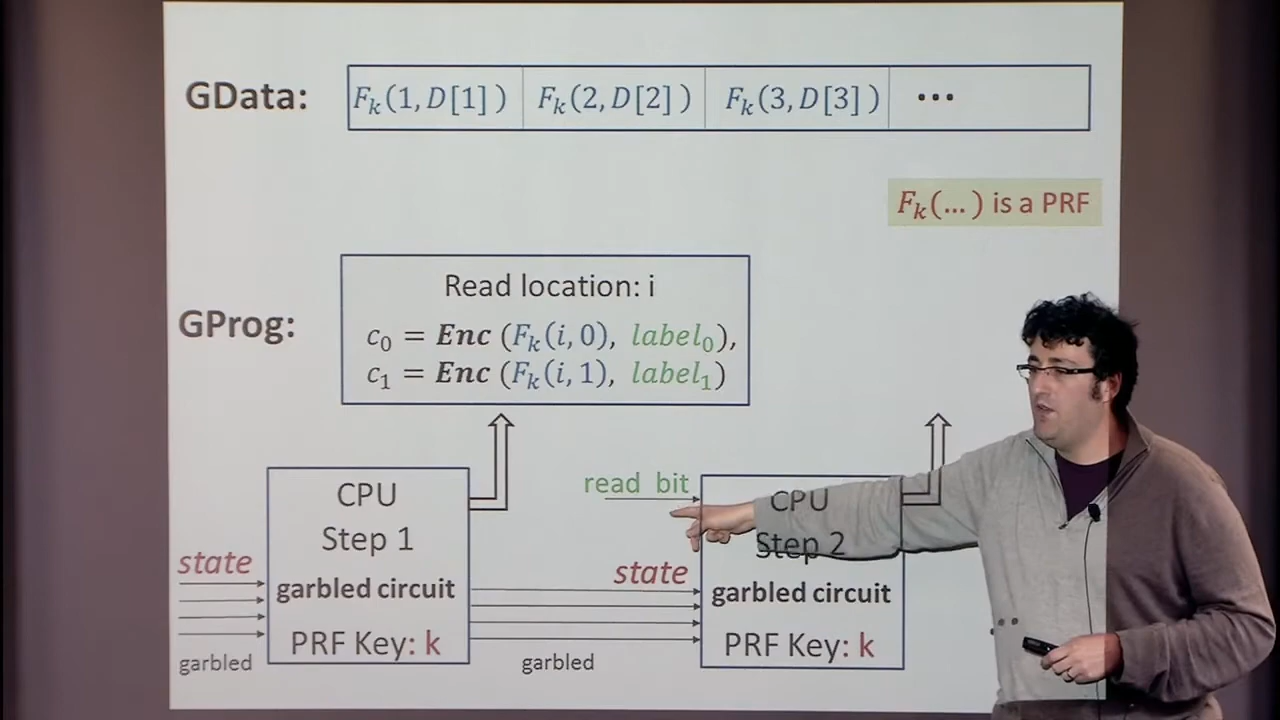 GData: F_k(1, D[1]) F_k(2, D[2]) F_k(3, D[3]) ⋯
F_k(…) is a PRF
GProg:
Read location: i
c_0 = Enc (F_k(i, 0), label_0),
c_1 = Enc (F_k(i, 1), label_1)
CPU
Step 1
garbled circuit
PRF Key: k
state
garbled
read bit
state
garbled
CPU
Step 2
garbled circuit
PRF Key: k